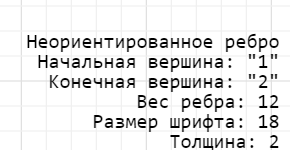 Неориентированное ребро
Начальная вершина: "1"
Конечная вершина: "2"
Вес ребра: 12
Размер шрифта: 18
Толщина: 2